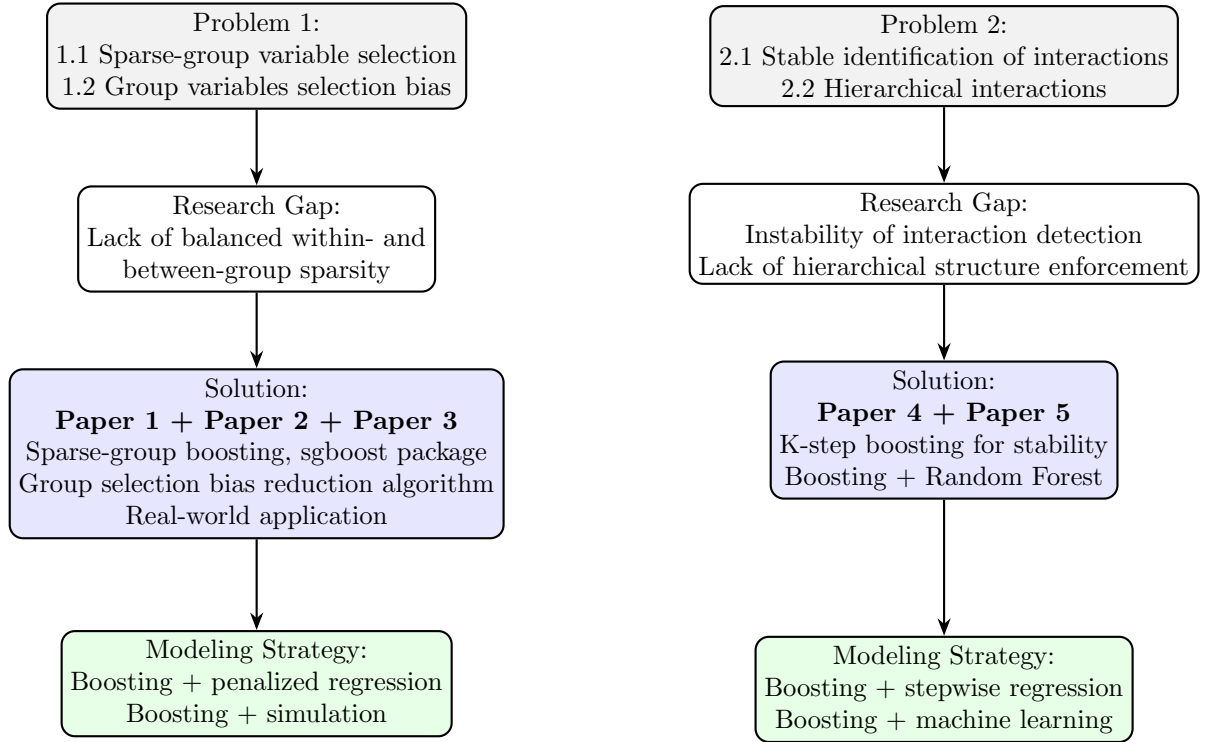 Problem 1:
1.1 Sparse-group variable selection
1.2 Group variables selection bias
Research Gap:
Lack of balanced within- and
between-group sparsity
Solution:
Paper 1 + Paper 2 + Paper 3
Sparse-group boosting, sgboost package
Group selection bias reduction algorithm
Real-world application
Modeling Strategy:
Boosting + penalized regression
Boosting + simulation
Problem 2:
2.1 Stable identification of interactions
2.2 Hierarchical interactions
Research Gap:
Instability of interaction detection
Lack of hierarchical structure enforcement
Solution:
Paper 4 + Paper 5
K-step boosting for stability
Boosting + Random Forest
Modeling Strategy:
Boosting + stepwise regression
Boosting + machine learning